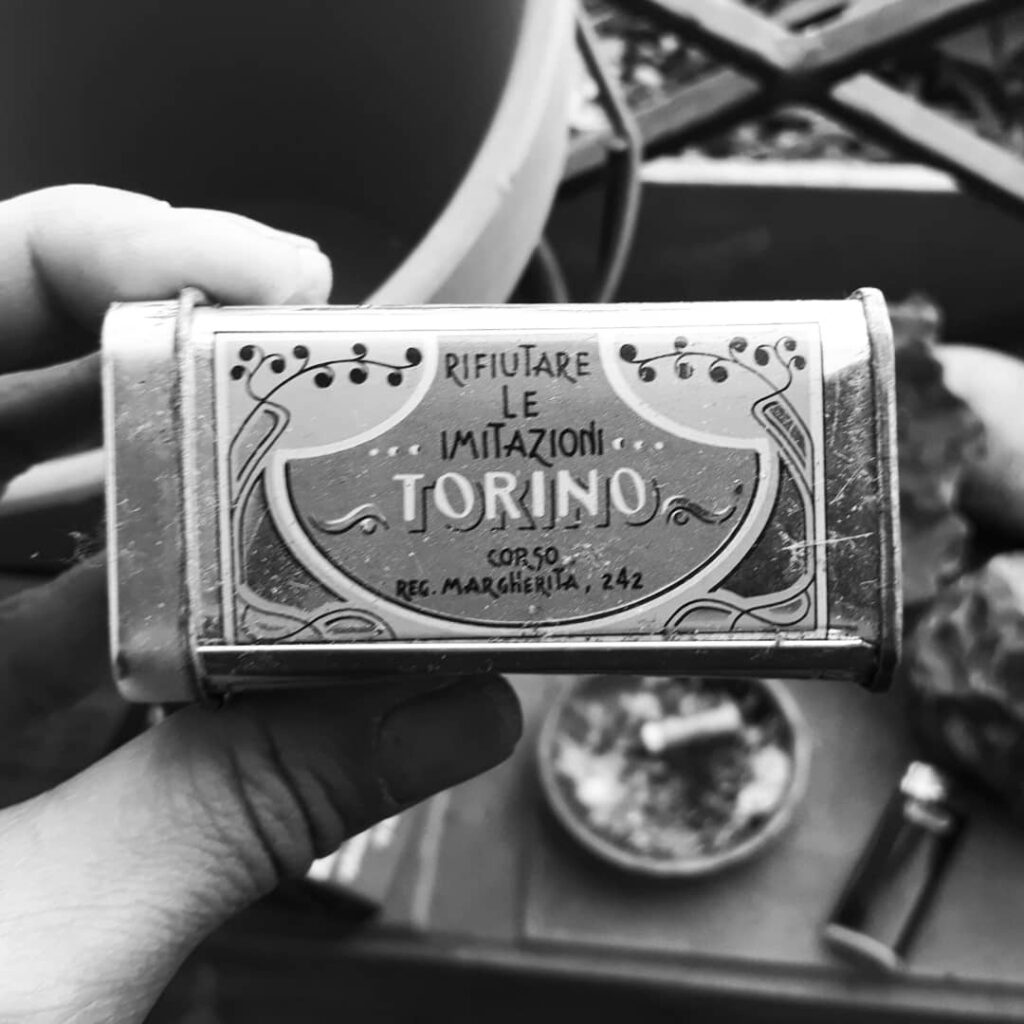 RIFIUTARE
LE
IMITAZIONI
TORINO
CORSO
REG. MARGHERITA, 242